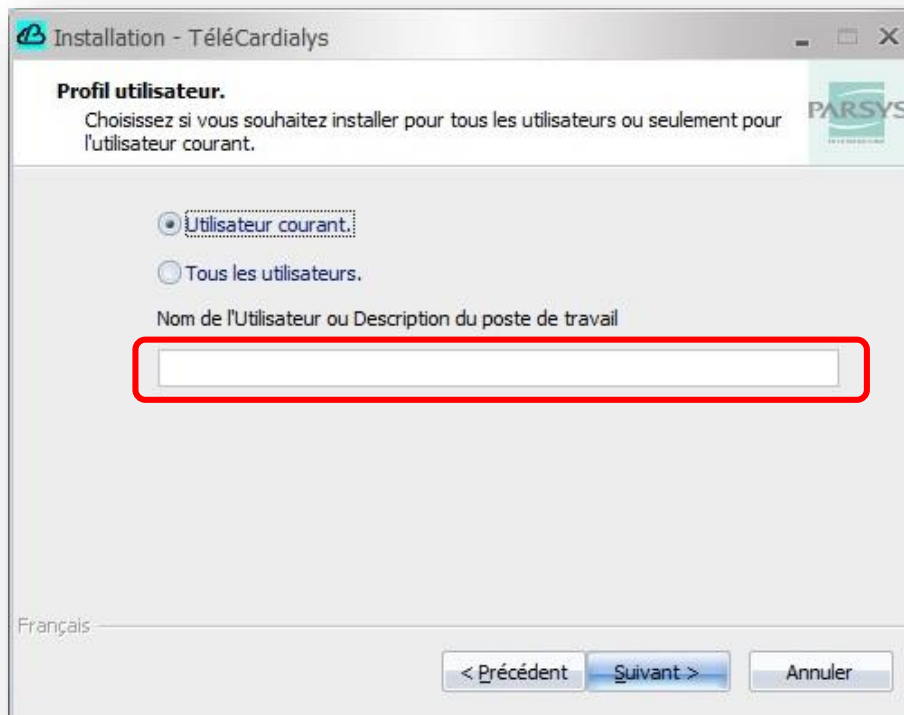 Installation - TéléCardialys
Profil utilisateur.
Choisissez si vous souhaitez installer pour tous les utilisateurs ou seulement pour
l'utilisateur courant.
PARSYS
Utilisateur courant.
Tous les utilisateurs.
Nom de l'Utilisateur ou Description du poste de travail
Français
< Précédent
Suivant >
Annuler